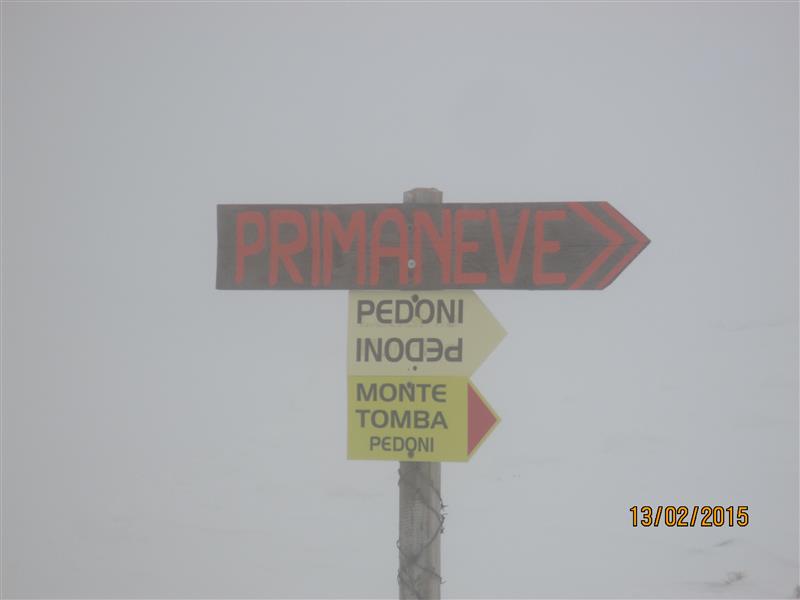 PRIMANEVE
PEDONI
PEDONI
MONTE
TOMBA
PEDONI
13/02/2015